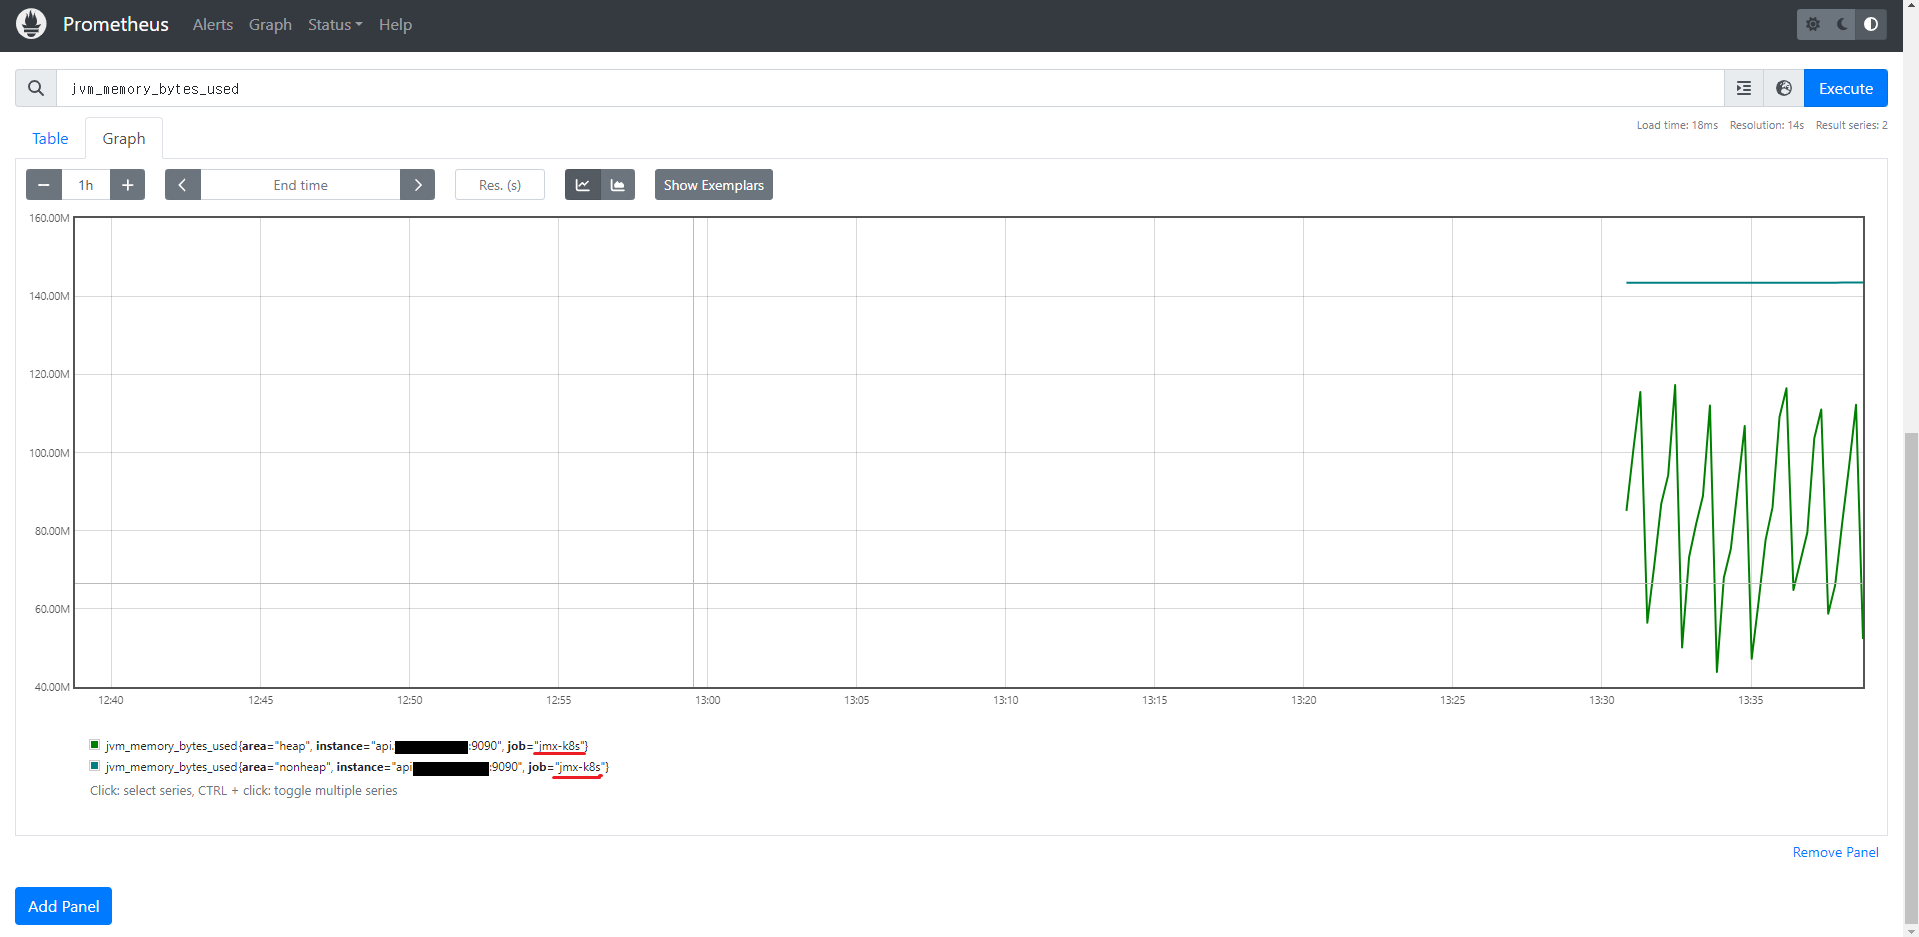 Prometheus Alerts Graph Status Help
jvm_memory_bytes_used Execute
Table Graph Load time: 18ms Resolution: 14s Result series: 2
1h End time Res. (s) Show Exemplars
160.00M
140.00M
120.00M
100.00M
80.00M
60.00M
40.00M
12:40 12:45 12:50 12:55 13:00 13:05 13:10 13:15 13:20 13:25 13:30 13:35
jvm_memory_bytes_used{area="heap", instance="api. :9090", job="jmx-k8s"}
jvm_memory_bytes_used{area="nonheap", instance="api :9090", job="jmx-k8s"}
Click: select series, CTRL + click: toggle multiple series
Remove Panel
Add Panel